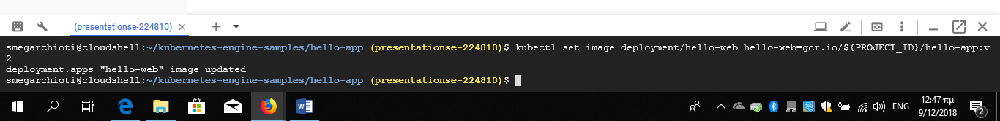 (presentationse-224810)
smegarchioti@cloudshell:~/kubernetes-engine-samples/hello-app (presentationse-224810)$ kubectl set image deployment/hello-web hello-web=gcr.io/${PROJECT_ID}/hello-app:v
2
deployment.apps "hello-web" image updated
smegarchioti@cloudshell:~/kubernetes-engine-samples/hello-app (presentationse-224810)$
ENG
12:47 πμ
9/12/2018
2